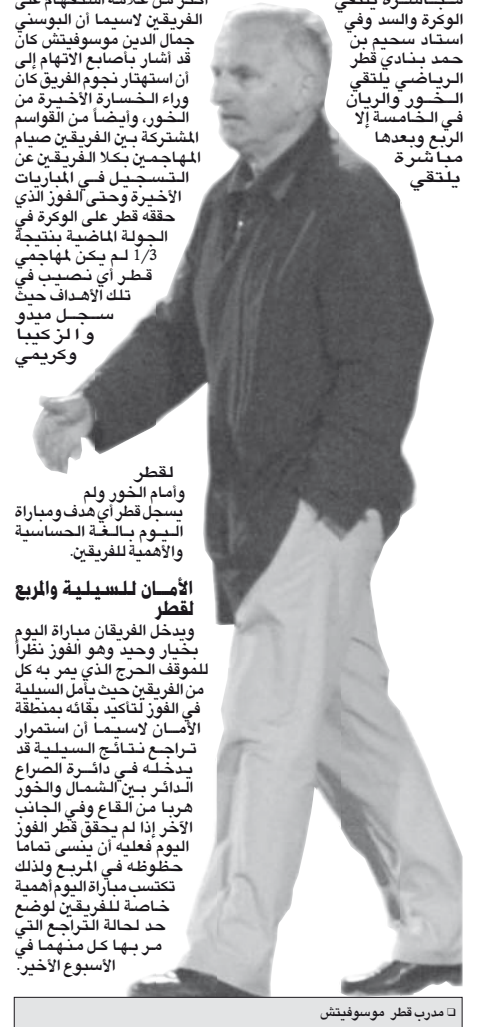 مباشرة يلتقي
الوكرة والسد وفي
استاد سحيم بن
حمد بنادي قطر
الرياضي يلتقي
الخور والريان
في الخامسة إلا
الربع وبعدها
مباشرة
يلتقي
أكثر من علامة استفهام على
الفريقين لاسيما أن البوسني
جمال الدين موسوفيتش كان
قد أشار بأصابع الاتهام إلى
أن استهتار نجوم الفريق كان
وراء الخسارة الأخيرة من
الخور، وأيضاً من القواسم
المشتركة بين الفريقين صيام
المهاجمين بكلا الفريقين عن
التسجيل في المباريات
الأخيرة وحتى الفوز الذي
حققه قطر على الوكرة في
الجولة الماضية بنتيجة
1/3 لم يكن لمهاجمي
قطر أي نصيب في
تلك الأهداف حيث
سجل ميدو
والزكيبا
وكريمي
لقطر
وأمام الخور ولم
يسجل قطر أي هدف ومباراة
اليوم بالغة الحساسية
والأهمية للفريقين.
الأمان للسيلية والمربع
لقطر
ويدخل الفريقان مباراة اليوم
بخيار وحيد وهو الفوز نظراً
للموقف الحرج الذي يمر به كل
من الفريقين حيث يأمل السيلية
في الفوز لتأكيد بقائه بمنطقة
الأمان لاسيما أن استمرار
تراجع نتائج السيلية قد
يدخله في دائرة الصراع
الدائر بين الشمال والخور
هربا من القاع وفي الجانب
الآخر إذا لم يحقق قطر الفوز
اليوم فعليه أن ينسى تماما
حظوظه في المربع ولذلك
تكتسب مباراة اليوم أهمية
خاصة للفريقين لوضع
حد لحالة التراجع التي
مر بها كل منهما في
الأسبوع الأخير.
□ مدرب قطر موسوفيتش